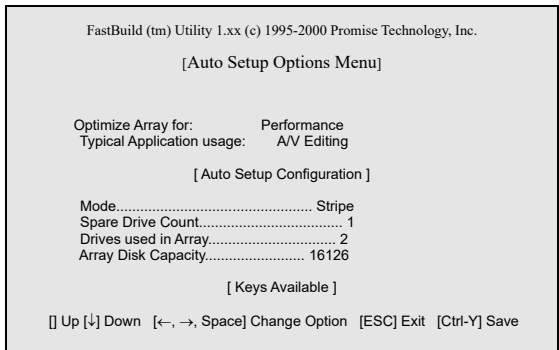 FastBuild (tm) Utility 1.xx (c) 1995-2000 Promise Technology, Inc.
[Auto Setup Options Menu]
Optimize Array for: Performance
Typical Application usage: A/V Editing
[ Auto Setup Configuration ]
Mode................................................ Stripe
Spare Drive Count................................... 1
Drives used in Array............................... 2
Array Disk Capacity........................ 16126
[ Keys Available ]
[] Up [↓] Down [←, →, Space] Change Option [ESC] Exit [Ctrl-Y] Save